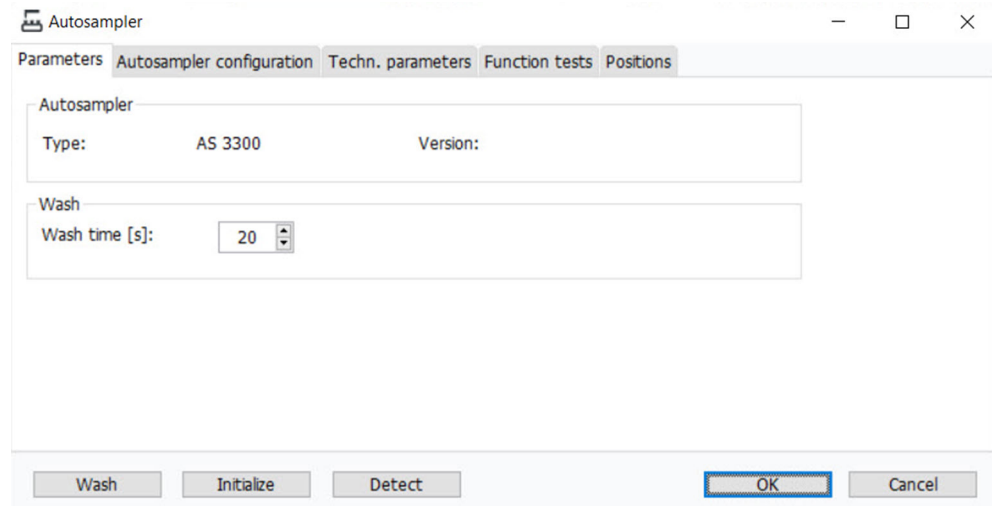 Autosampler
Parameters Autosampler configuration Techn. parameters Function tests Positions
Autosampler
Type: AS 3300 Version:
Wash
Wash time [s]: 20
Wash Initialize Detect OK Cancel